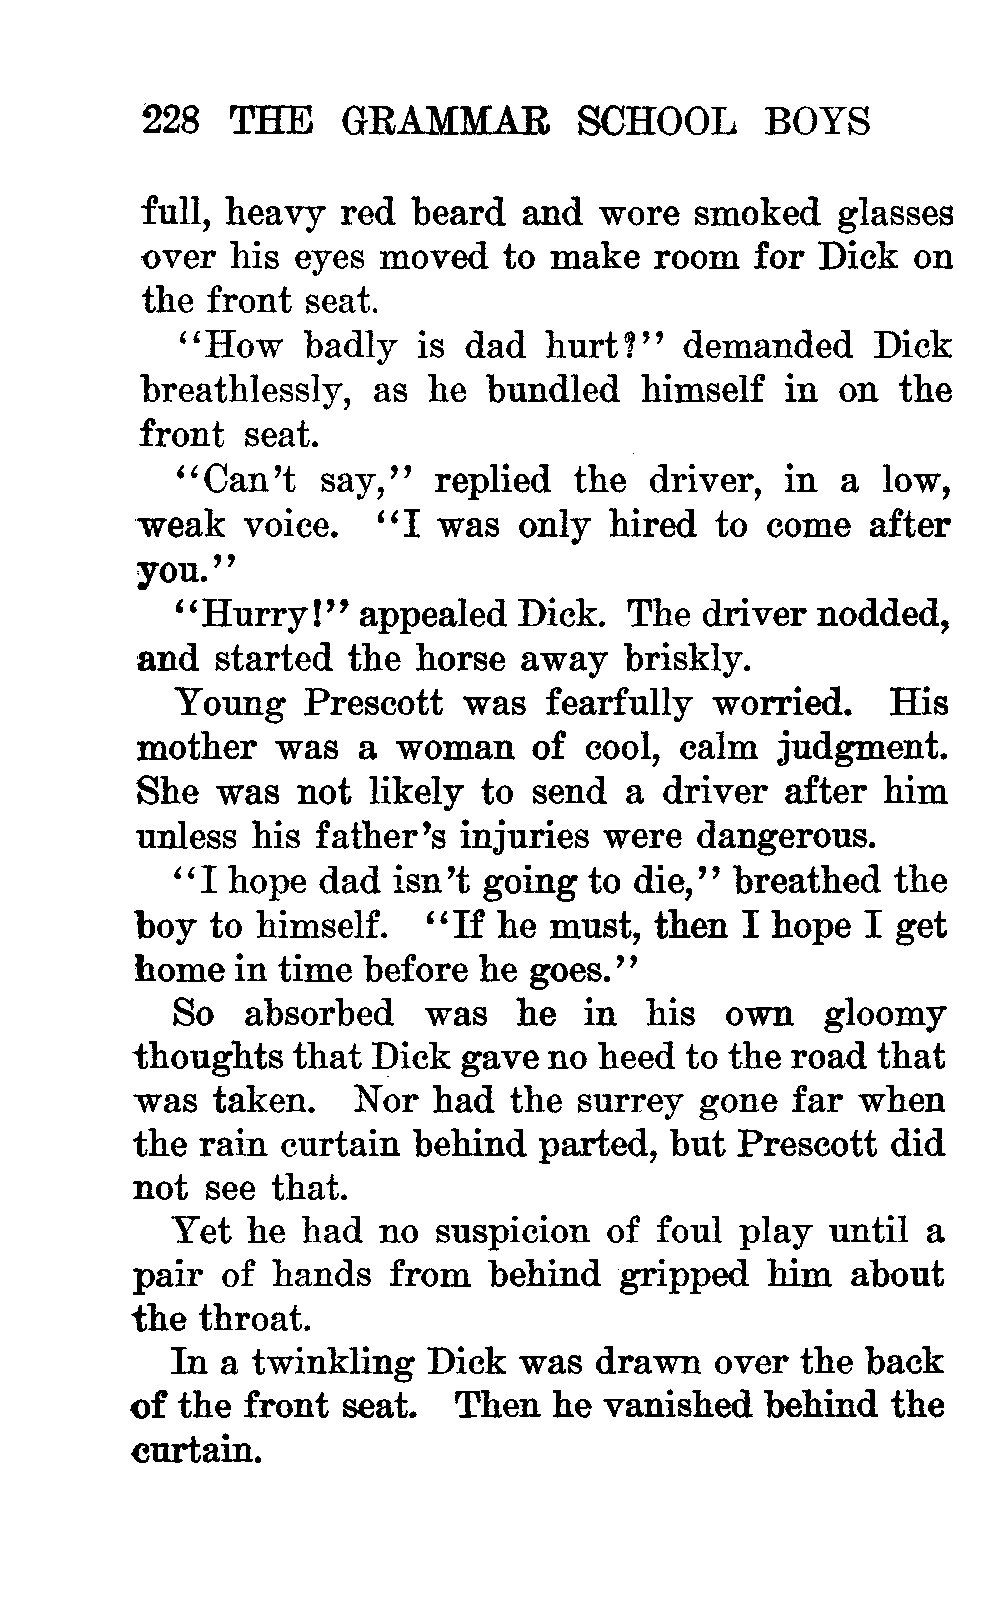 228 THE GRAMMAR SCHOOL BOYS
full, heavy red beard and wore smoked glasses
over his eyes moved to make room for Dick on
the front seat.
"How badly is dad hurt?" demanded Dick
breathlessly, as he bundled himself in on the
front seat.
"Can't say," replied the driver, in a low,
weak voice. "I was only hired to come after
you."
"Hurry!" appealed Dick. The driver nodded,
and started the horse away briskly.
Young Prescott was fearfully worried. His
mother was a woman of cool, calm judgment.
She was not likely to send a driver after him
unless his father's injuries were dangerous.
"I hope dad isn't going to die," breathed the
boy to himself. "If he must, then I hope I get
home in time before he goes."
So absorbed was he in his own gloomy
thoughts that Dick gave no heed to the road that
was taken. Nor had the surrey gone far when
the rain curtain behind parted, but Prescott did
not see that.
Yet he had no suspicion of foul play until a
pair of hands from behind gripped him about
the throat.
In a twinkling Dick was drawn over the back
of the front seat. Then he vanished behind the
curtain.